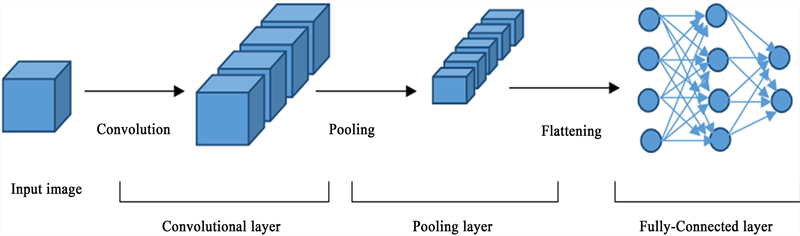 Convolution
Pooling
Flattening
Input image
Convolutional layer
Pooling layer
Fully-Connected layer